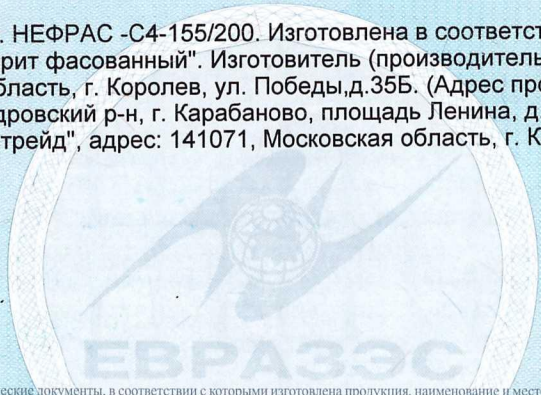 . НЕФРАС -С4-155/200. Изготовлена в соответст
рит фасованный". Изготовитель (производитель
бласть, г. Королев, ул. Победы,д.35Б. (Адрес про
дровский р-н, г. Карабаново, площадь Ленина, д.
трейд", адрес: 141071, Московская область, г. К
ЕВРАЗЭС
еские документы, в соответствии с которыми изготовлена продукция, наименование и место